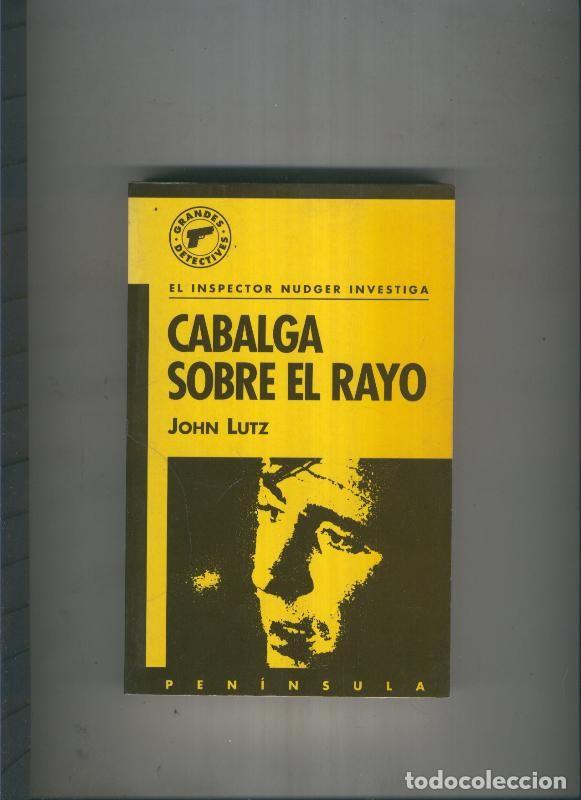 GRANDES
DETECTIVES
EL INSPECTOR NUDGER INVESTIGA
CABALGA
SOBRE EL RAYO
JOHN LUTZ
PENÍNSULA
todocoleccion